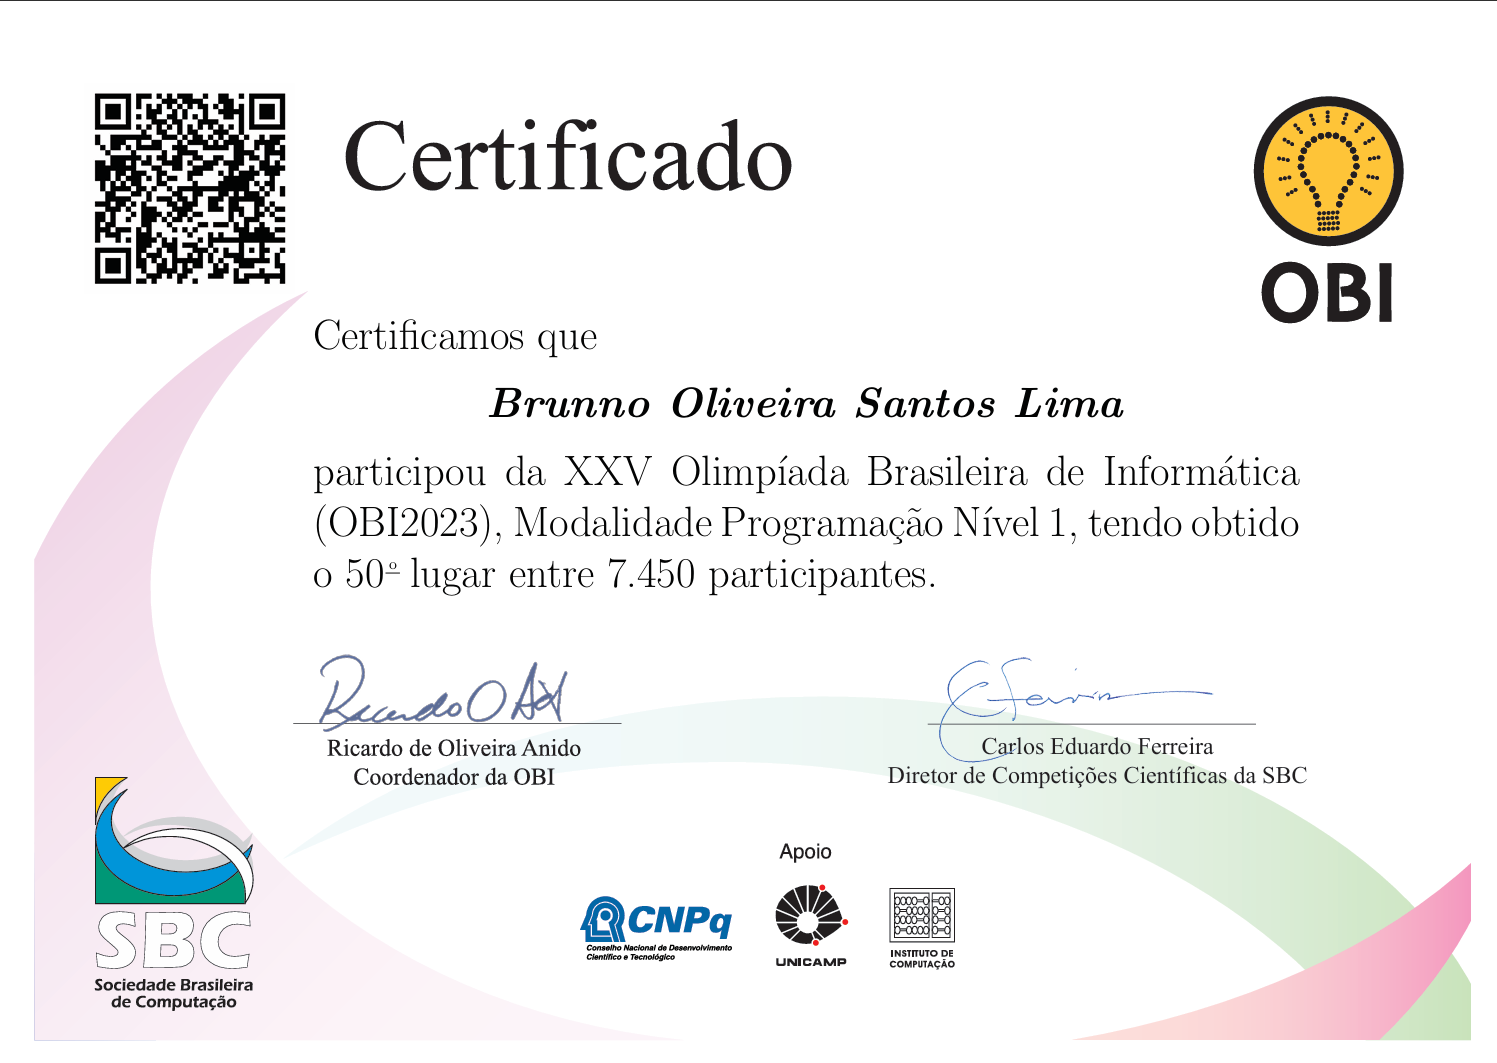 Certificado
OBI
Certificamos que
Brunno Oliveira Santos Lima
participou da XXV Olimpíada Brasileira de Informática
(OBI2023), Modalidade Programação Nível 1, tendo obtido
o 50º lugar entre 7.450 participantes.
Ricardo de Oliveira Anido
Coordenador da OBI
Carlos Eduardo Ferreira
Diretor de Competições Científicas da SBC
SBC
Sociedade Brasileira
de Computação
Apoio
CNPq
Conselho Nacional de Desenvolvimento
Científico e Tecnológico
UNICAMP
INSTITUTO DE
COMPUTAÇÃO